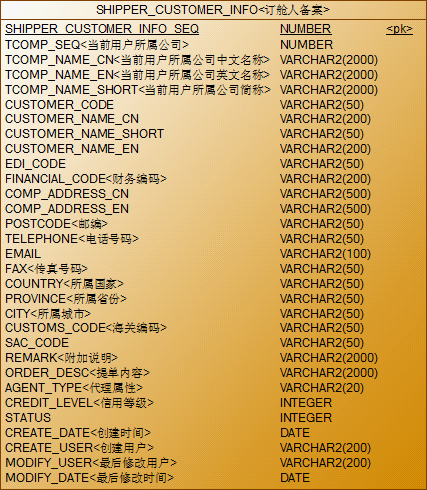 SHIPPER_CUSTOMER_INFO<订舱人备案>
SHIPPER_CUSTOMER_INFO_SEQ NUMBER <pk>
TCOMP_SEQ<当前用户所属公司> NUMBER
TCOMP_NAME_CN<当前用户所属公司中文名称> VARCHAR2(2000)
TCOMP_NAME_EN<当前用户所属公司英文名称> VARCHAR2(2000)
TCOMP_NAME_SHORT<当前用户所属公司简称> VARCHAR2(2000)
CUSTOMER_CODE VARCHAR2(50)
CUSTOMER_NAME_CN VARCHAR2(200)
CUSTOMER_NAME_SHORT VARCHAR2(50)
CUSTOMER_NAME_EN VARCHAR2(200)
EDI_CODE VARCHAR2(50)
FINANCIAL_CODE<财务编码> VARCHAR2(200)
COMP_ADDRESS_CN VARCHAR2(500)
COMP_ADDRESS_EN VARCHAR2(500)
POSTCODE<邮编> VARCHAR2(50)
TELEPHONE<电话号码> VARCHAR2(50)
EMAIL VARCHAR2(100)
FAX<传真号码> VARCHAR2(50)
COUNTRY<所属国家> VARCHAR2(50)
PROVINCE<所属省份> VARCHAR2(50)
CITY<所属城市> VARCHAR2(50)
CUSTOMS_CODE<海关编码> VARCHAR2(50)
SAC_CODE VARCHAR2(50)
REMARK<附加说明> VARCHAR2(2000)
ORDER_DESC<提单内容> VARCHAR2(2000)
AGENT_TYPE<代理属性> VARCHAR2(20)
CREDIT_LEVEL<信用等级> INTEGER
STATUS INTEGER
CREATE_DATE<创建时间> DATE
CREATE_USER<创建用户> VARCHAR2(200)
MODIFY_USER<最后修改用户> VARCHAR2(200)
MODIFY_DATE<最后修改时间> DATE